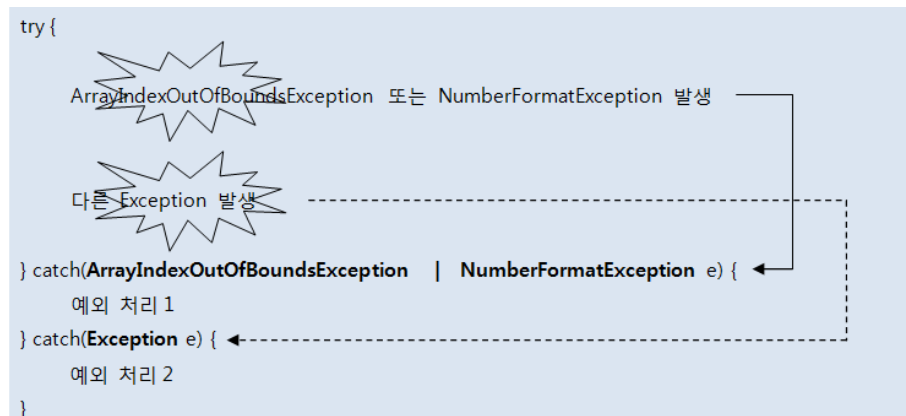 try {
ArrayIndexOutOfBoundsException 또는 NumberFormatException 발생
다른 Exception 발생
} catch(ArrayIndexOutOfBoundsException | NumberFormatException e) {
예외 처리 1
} catch(Exception e) {
예외 처리 2
}